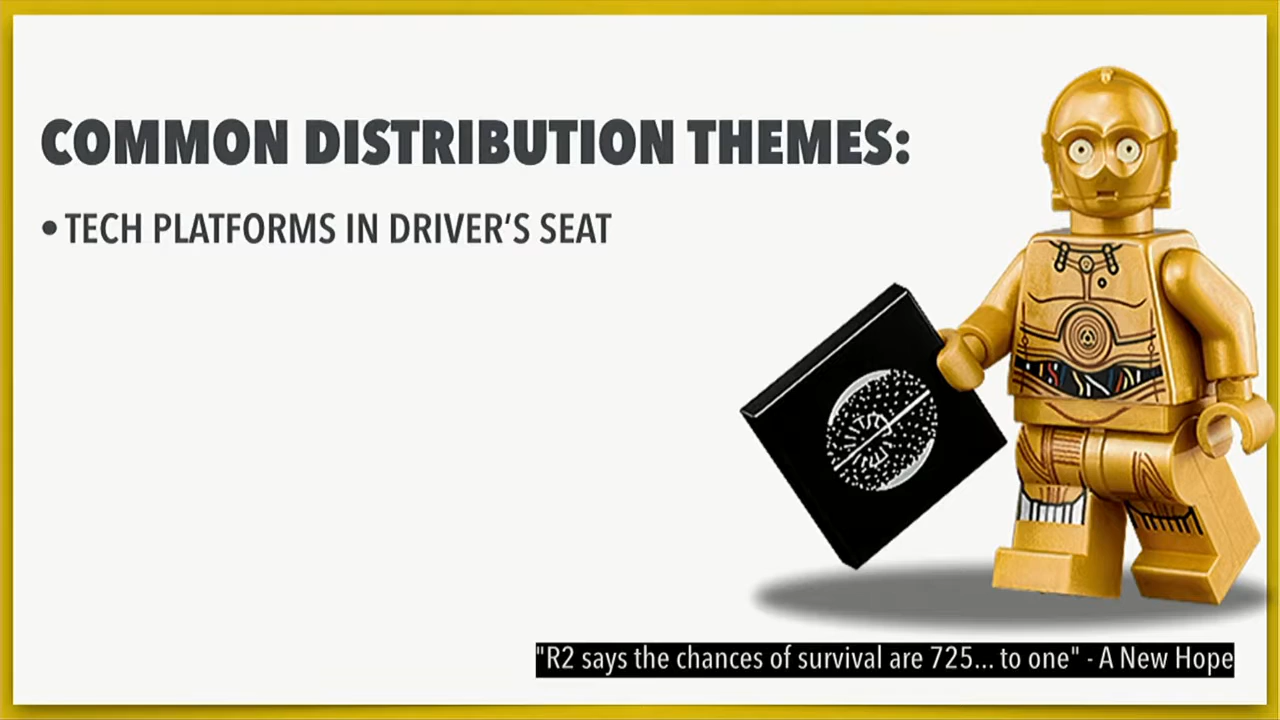 COMMON DISTRIBUTION THEMES:
• TECH PLATFORMS IN DRIVER'S SEAT
"R2 says the chances of survival are 725... to one" - A New Hope